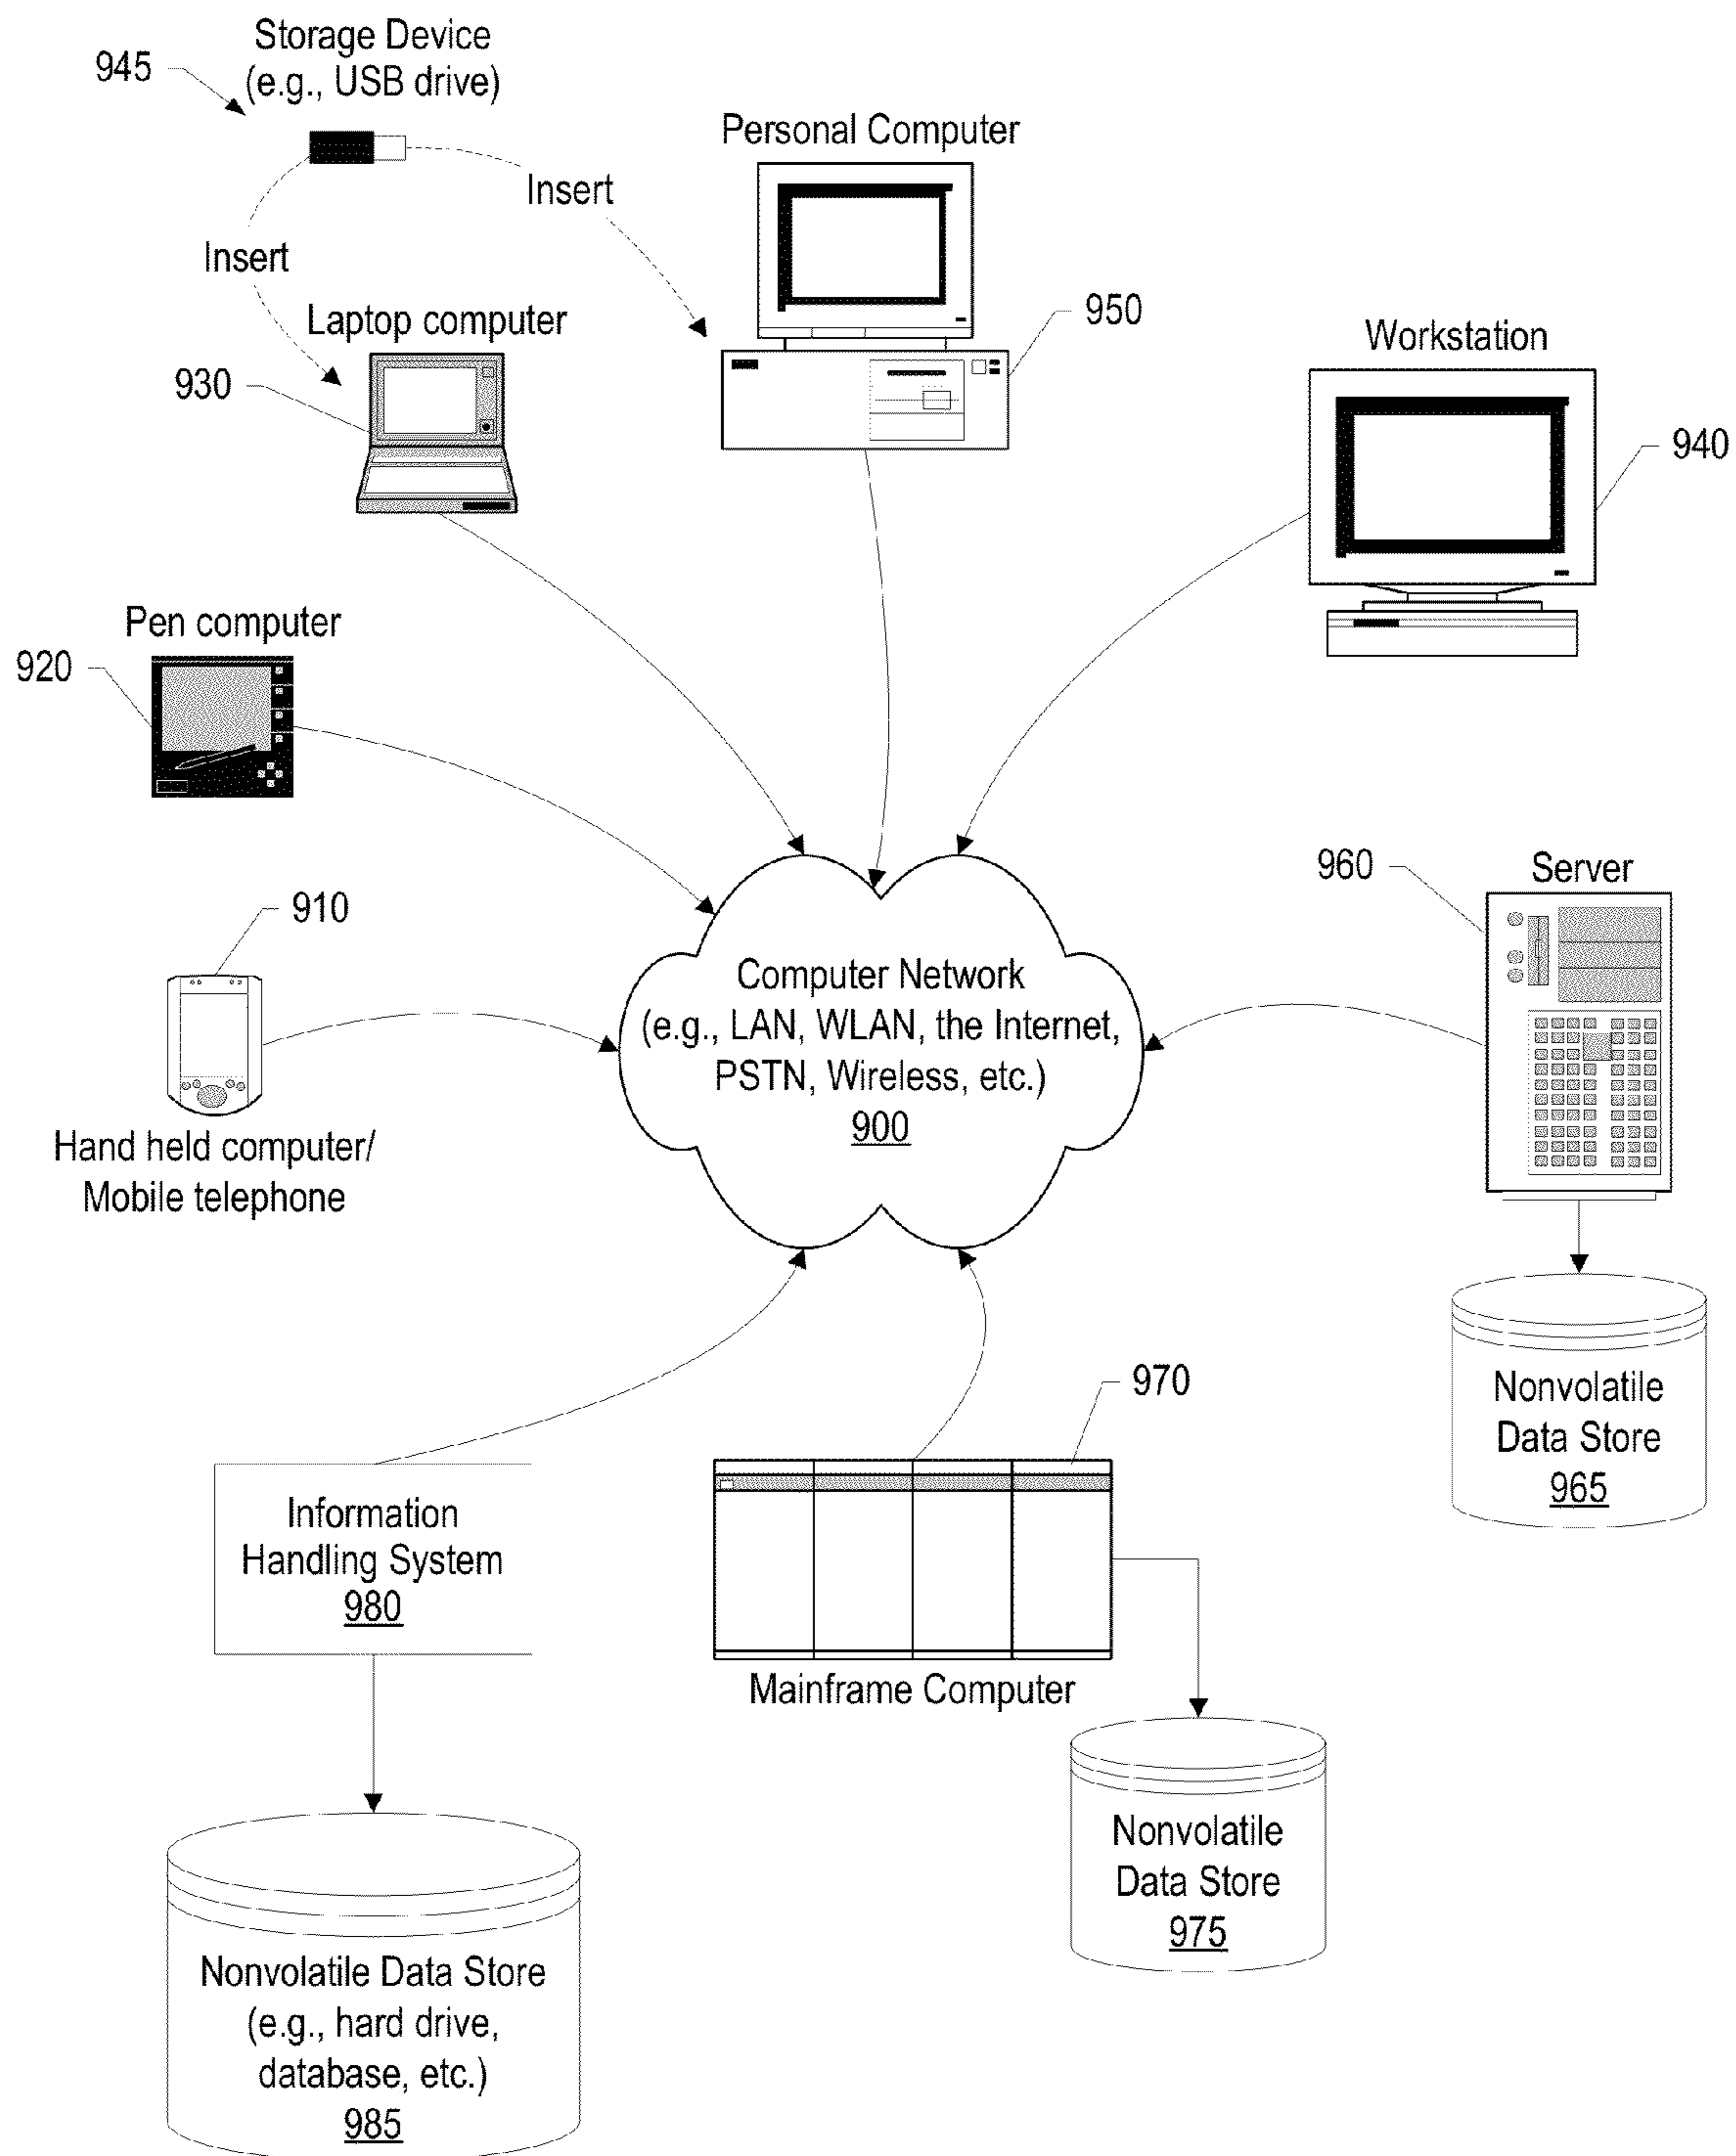 Storage Device
(e.g., USB drive)
945
Personal Computer
Insert
Insert
Laptop computer
950
930
Workstation
940
Pen computer
920
960
Server
910
Computer Network
(e.g., LAN, WLAN, the Internet,
PSTN, Wireless, etc.)
900
Hand held computer/
Mobile telephone
970
Nonvolatile
Data Store
965
Information
Handling System
980
Mainframe Computer
Nonvolatile
Data Store
975
Nonvolatile Data Store
(e.g., hard drive,
database, etc.)
985